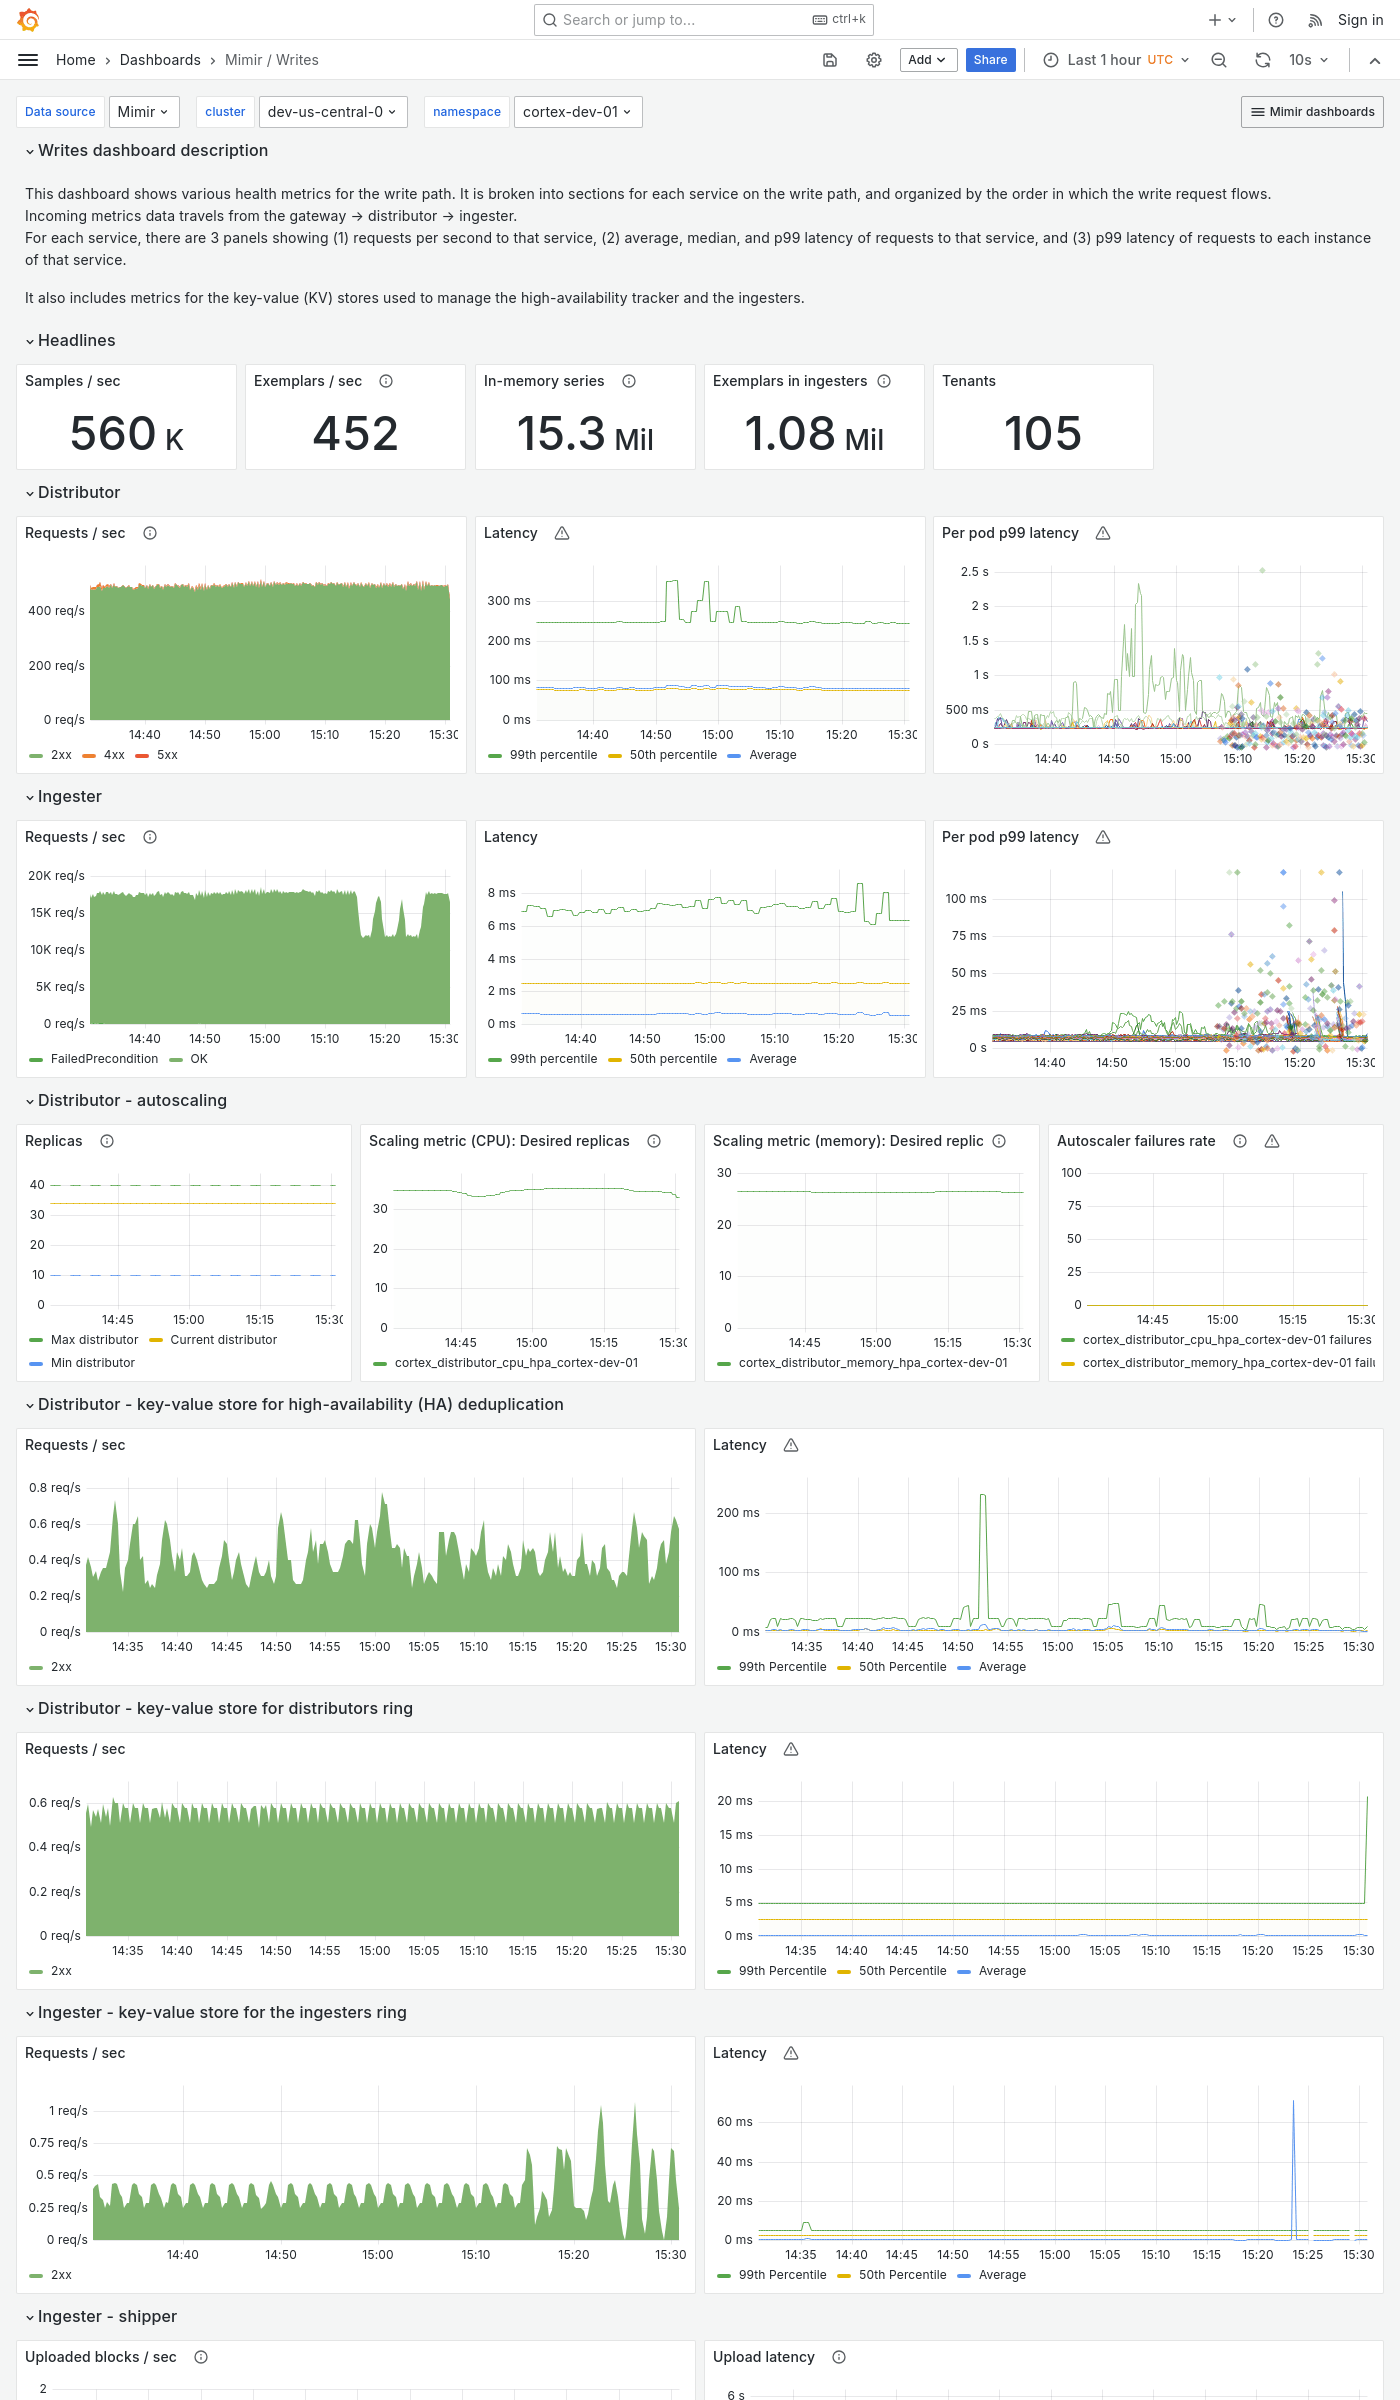 Search or jump to...
ctrl+k
Sign in
Home › Dashboards › Mimir / Writes
Add
Share
Last 1 hour UTC
10s
Data source
Mimir
cluster
dev-us-central-0
namespace
cortex-dev-01
Mimir dashboards
Writes dashboard description
This dashboard shows various health metrics for the write path. It is broken into sections for each service on the write path, and organized by the order in which the write request flows.
Incoming metrics data travels from the gateway → distributor → ingester.
For each service, there are 3 panels showing (1) requests per second to that service, (2) average, median, and p99 latency of requests to that service, and (3) p99 latency of requests to each instance
of that service.
It also includes metrics for the key-value (KV) stores used to manage the high-availability tracker and the ingesters.
Headlines
Samples / sec
560 K
Exemplars / sec
452
In-memory series
15.3 Mil
Exemplars in ingesters
1.08 Mil
Tenants
105
Distributor
Requests / sec
400 req/s
200 req/s
0 req/s
14:40 14:50 15:00 15:10 15:20 15:30
2xx 4xx 5xx
Latency
300 ms
200 ms
100 ms
0 ms
14:40 14:50 15:00 15:10 15:20 15:30
99th percentile 50th percentile Average
Per pod p99 latency
2.5 s
2 s
1.5 s
1 s
500 ms
0 s
14:40 14:50 15:00 15:10 15:20 15:30
Ingester
Requests / sec
20K req/s
15K req/s
10K req/s
5K req/s
0 req/s
14:40 14:50 15:00 15:10 15:20 15:30
FailedPrecondition OK
Latency
8 ms
6 ms
4 ms
2 ms
0 ms
14:40 14:50 15:00 15:10 15:20 15:30
99th percentile 50th percentile Average
Per pod p99 latency
100 ms
75 ms
50 ms
25 ms
0 s
14:40 14:50 15:00 15:10 15:20 15:30
Distributor - autoscaling
Replicas
40
30
20
10
0
14:45 15:00 15:15 15:30
Max distributor Current distributor
Min distributor
Scaling metric (CPU): Desired replicas
30
20
10
0
14:45 15:00 15:15 15:30
cortex_distributor_cpu_hpa_cortex-dev-01
Scaling metric (memory): Desired replic
30
20
10
0
14:45 15:00 15:15 15:30
cortex_distributor_memory_hpa_cortex-dev-01
Autoscaler failures rate
100
75
50
25
0
14:45 15:00 15:15 15:30
cortex_distributor_cpu_hpa_cortex-dev-01 failures
cortex_distributor_memory_hpa_cortex-dev-01 failu
Distributor - key-value store for high-availability (HA) deduplication
Requests / sec
0.8 req/s
0.6 req/s
0.4 req/s
0.2 req/s
0 req/s
14:35 14:40 14:45 14:50 14:55 15:00 15:05 15:10 15:15 15:20 15:25 15:30
2xx
Latency
200 ms
100 ms
0 ms
14:35 14:40 14:45 14:50 14:55 15:00 15:05 15:10 15:15 15:20 15:25 15:30
99th Percentile 50th Percentile Average
Distributor - key-value store for distributors ring
Requests / sec
0.6 req/s
0.4 req/s
0.2 req/s
0 req/s
14:35 14:40 14:45 14:50 14:55 15:00 15:05 15:10 15:15 15:20 15:25 15:30
2xx
Latency
20 ms
15 ms
10 ms
5 ms
0 ms
14:35 14:40 14:45 14:50 14:55 15:00 15:05 15:10 15:15 15:20 15:25 15:30
99th Percentile 50th Percentile Average
Ingester - key-value store for the ingesters ring
Requests / sec
1 req/s
0.75 req/s
0.5 req/s
0.25 req/s
0 req/s
14:40 14:50 15:00 15:10 15:20 15:30
2xx
Latency
60 ms
40 ms
20 ms
0 ms
14:35 14:40 14:45 14:50 14:55 15:00 15:05 15:10 15:15 15:20 15:25 15:30
99th Percentile 50th Percentile Average
Ingester - shipper
Uploaded blocks / sec
2
Upload latency
6 s